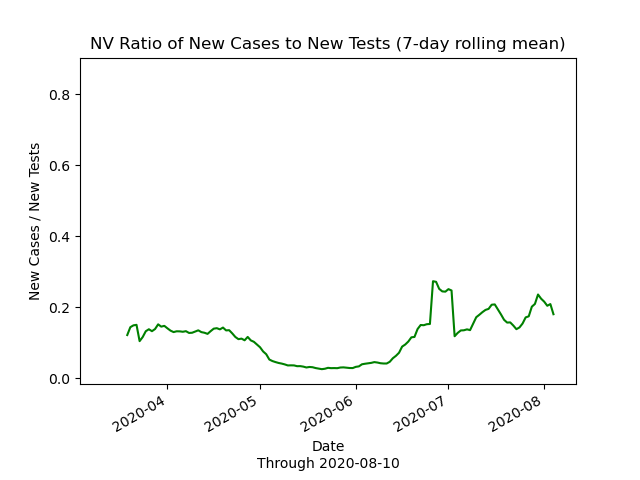 NV Ratio of New Cases to New Tests (7-day rolling mean)
New Cases / New Tests
0.8
0.6
0.4
0.2
0.0
2020-04
2020-05
2020-06
2020-07
2020-08
Date
Through 2020-08-10